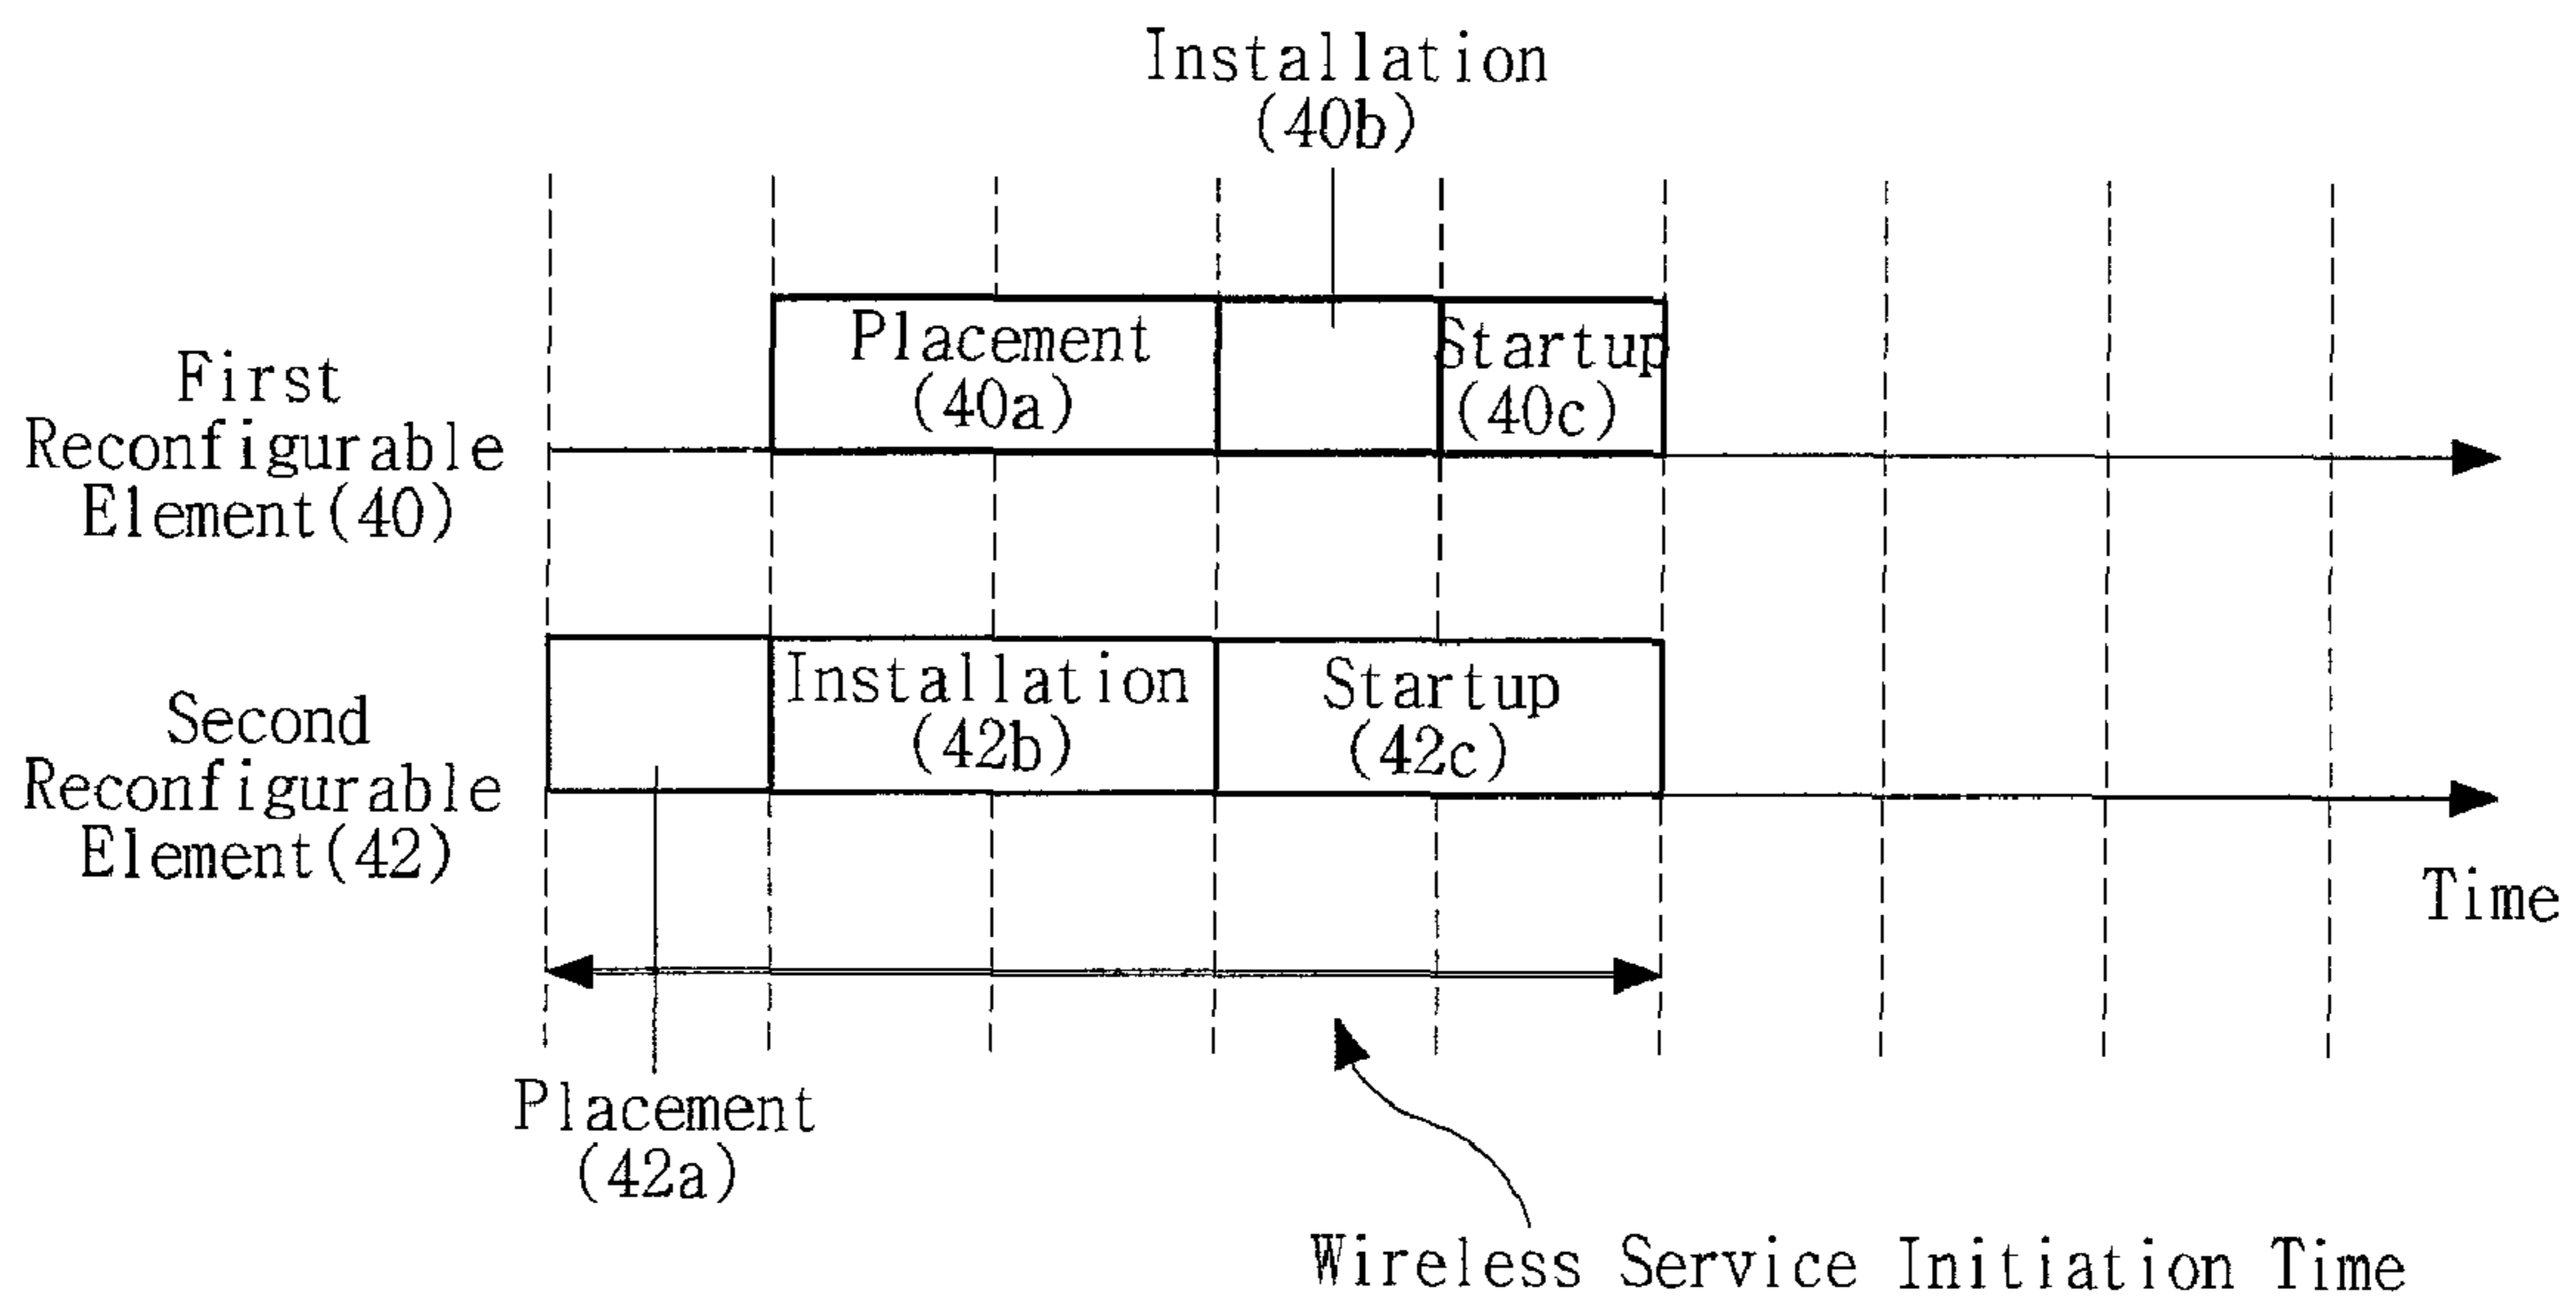 Installation
(40b)
Placement
(40a)
Startup
(40c)
First
Reconfigurable
Element(40)
Installation
(42b)
Startup
(42c)
Second
Reconfigurable
Element(42)
Time
Placement
(42a)
Wireless Service Initiation Time